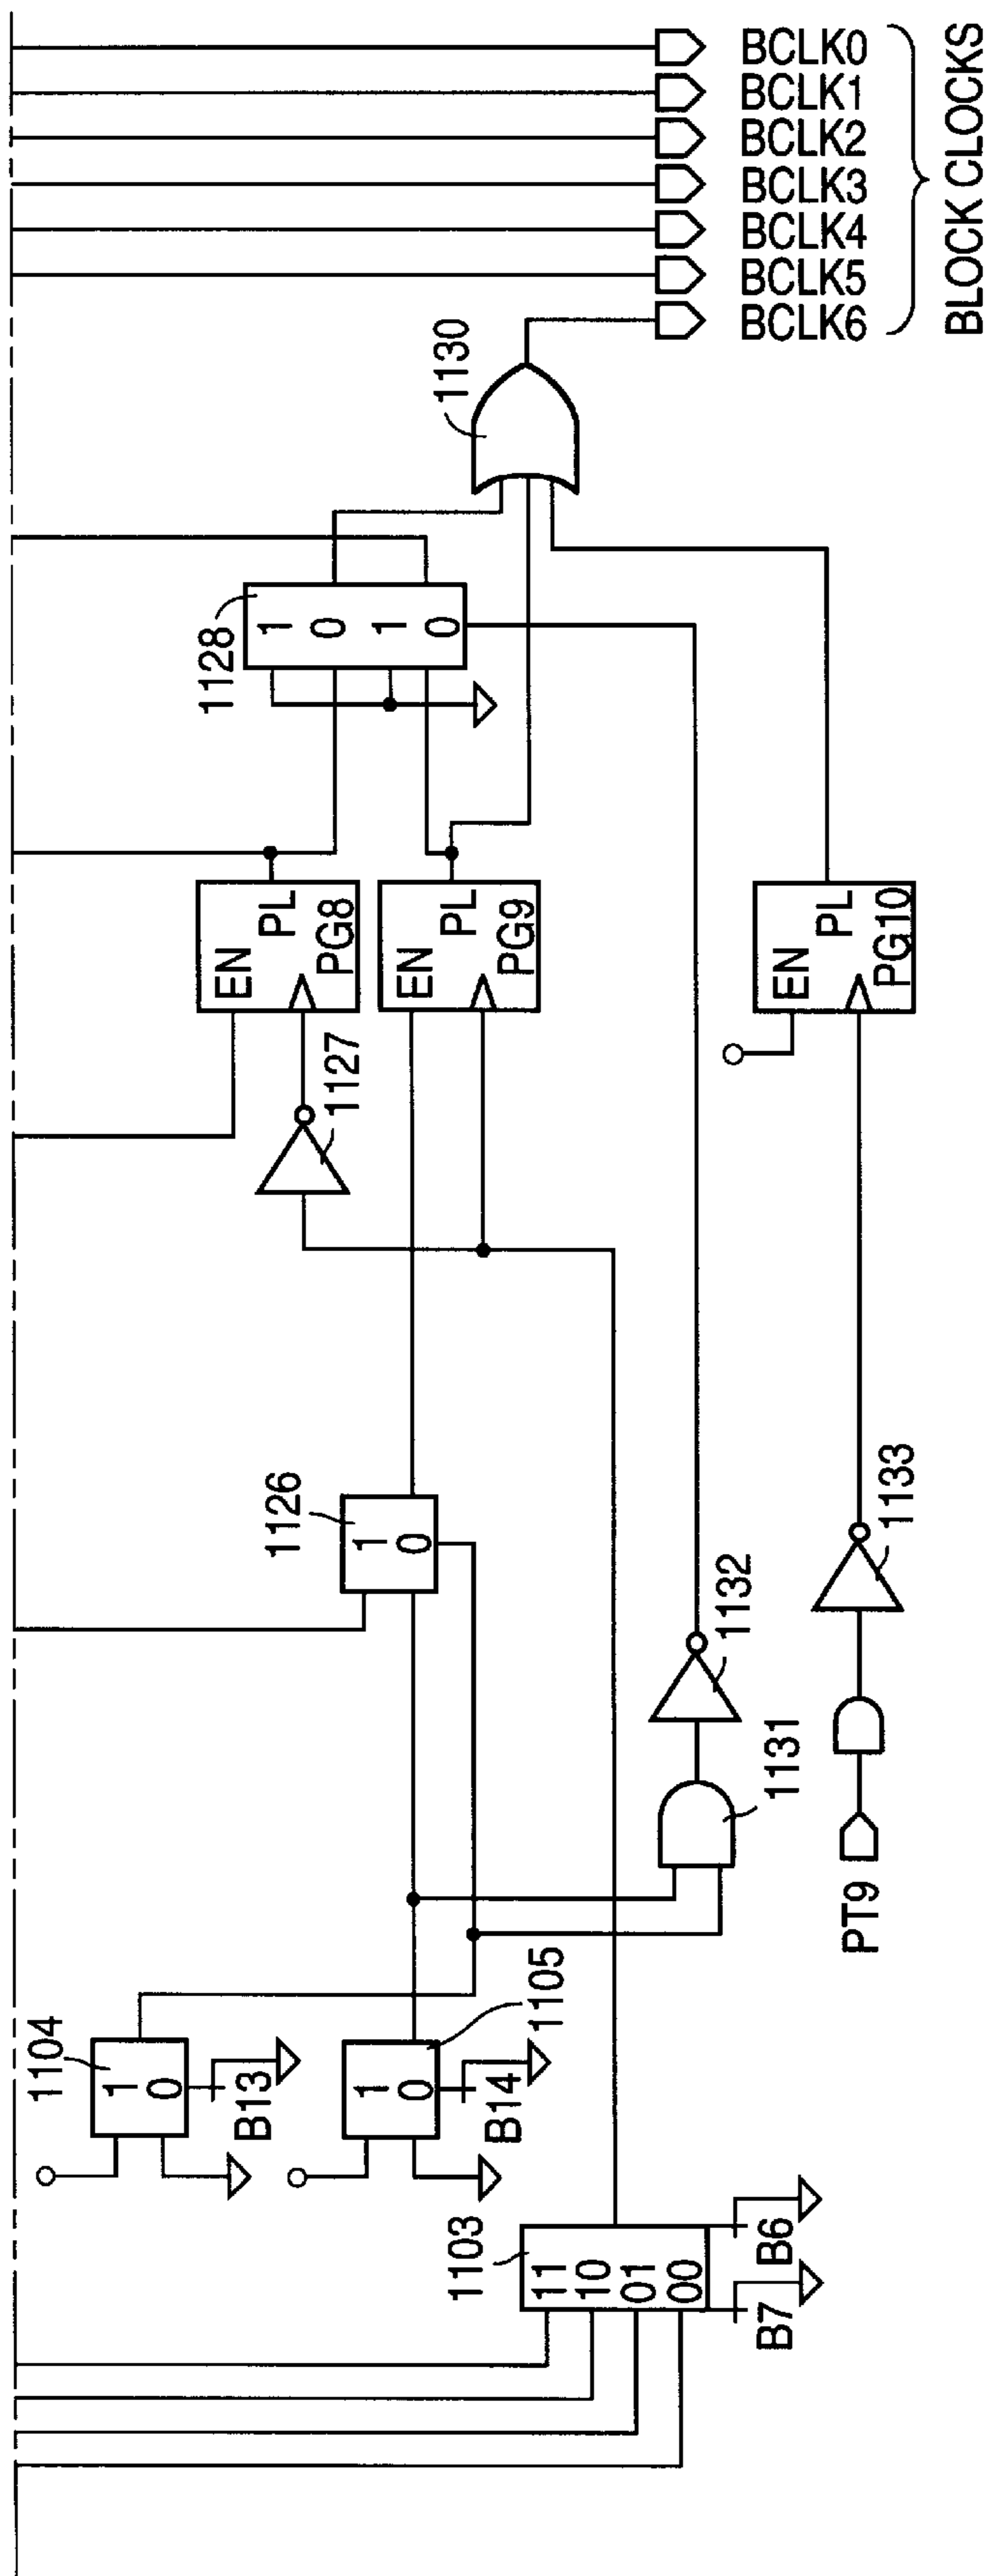 BCLK0
BCLK1
BCLK2
BCLK3
BCLK4
BCLK5
BCLK6
BLOCK CLOCKS
1130
1128
1
0
1
0
EN
PL
PG8
EN
PL
PG9
EN
PL
PG10
1127
1126
1
0
1133
1132
1131
PT9
1104
1
0
B13
1105
1
0
B14
1103
11
10
01
00
B6
B7